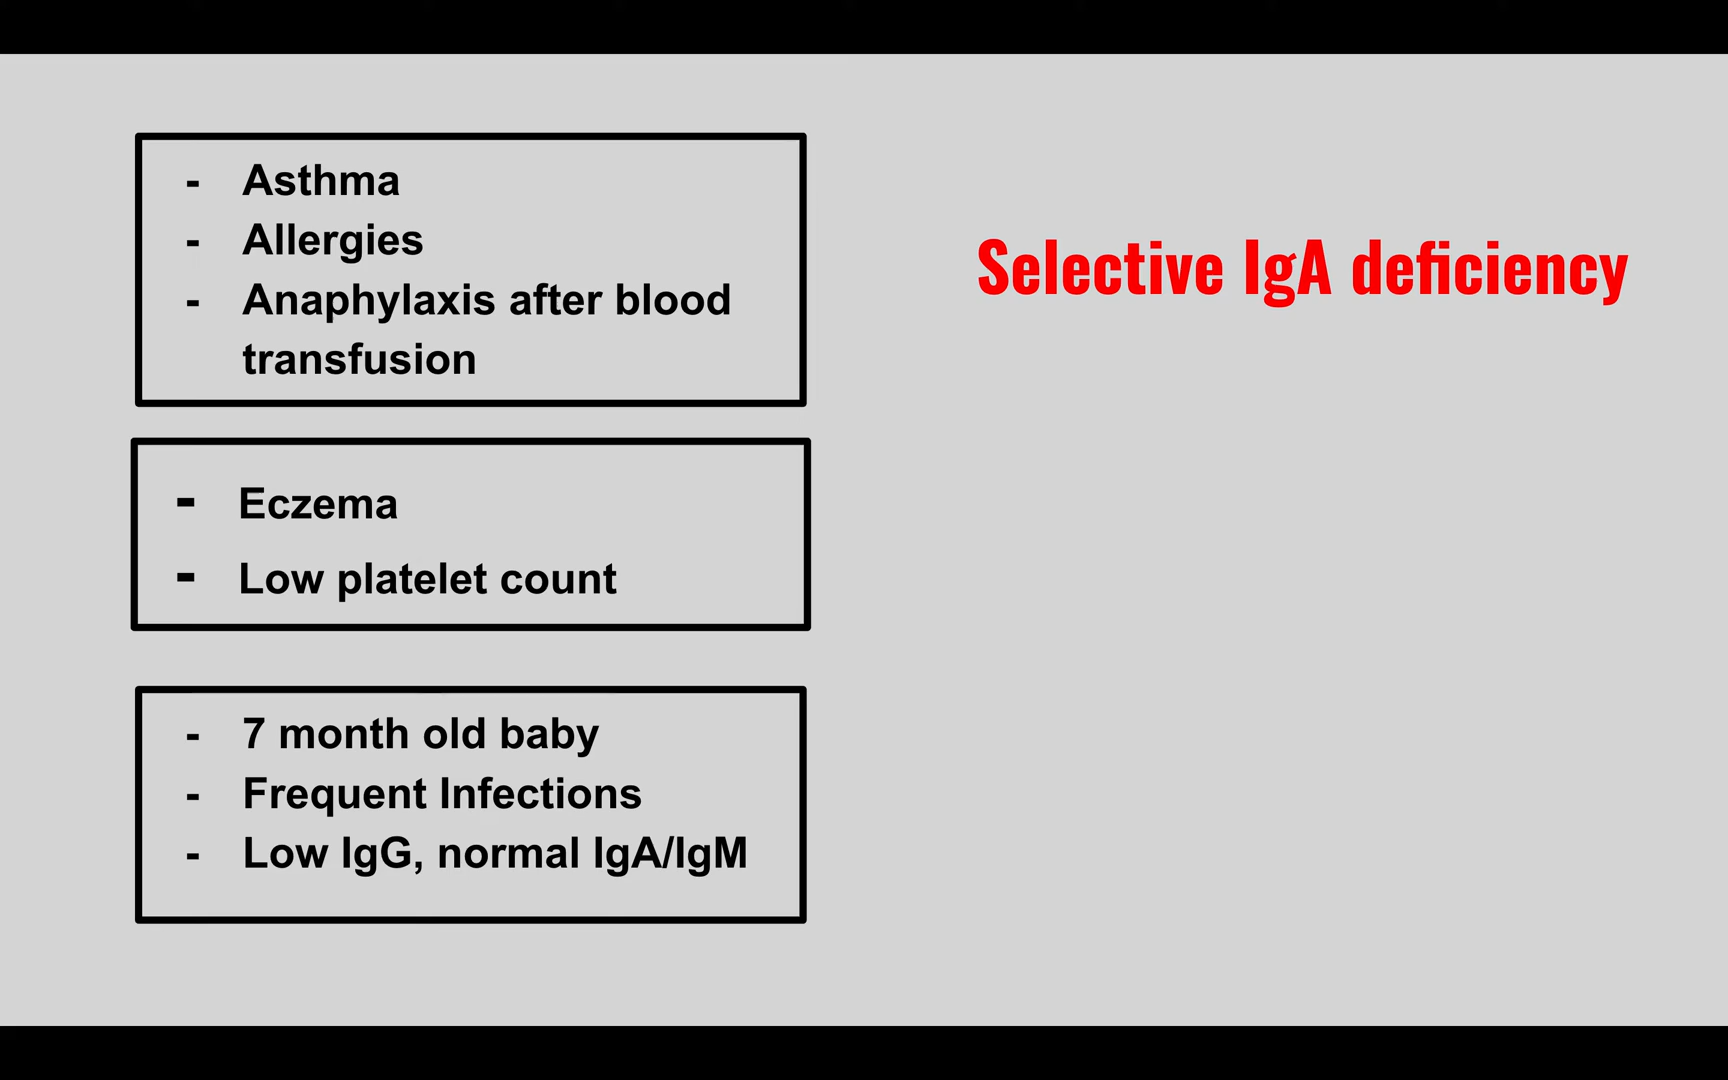 - Asthma
- Allergies
- Anaphylaxis after blood
transfusion
Selective IgA deficiency
- Eczema
- Low platelet count
- 7 month old baby
- Frequent Infections
- Low IgG, normal IgA/IgM